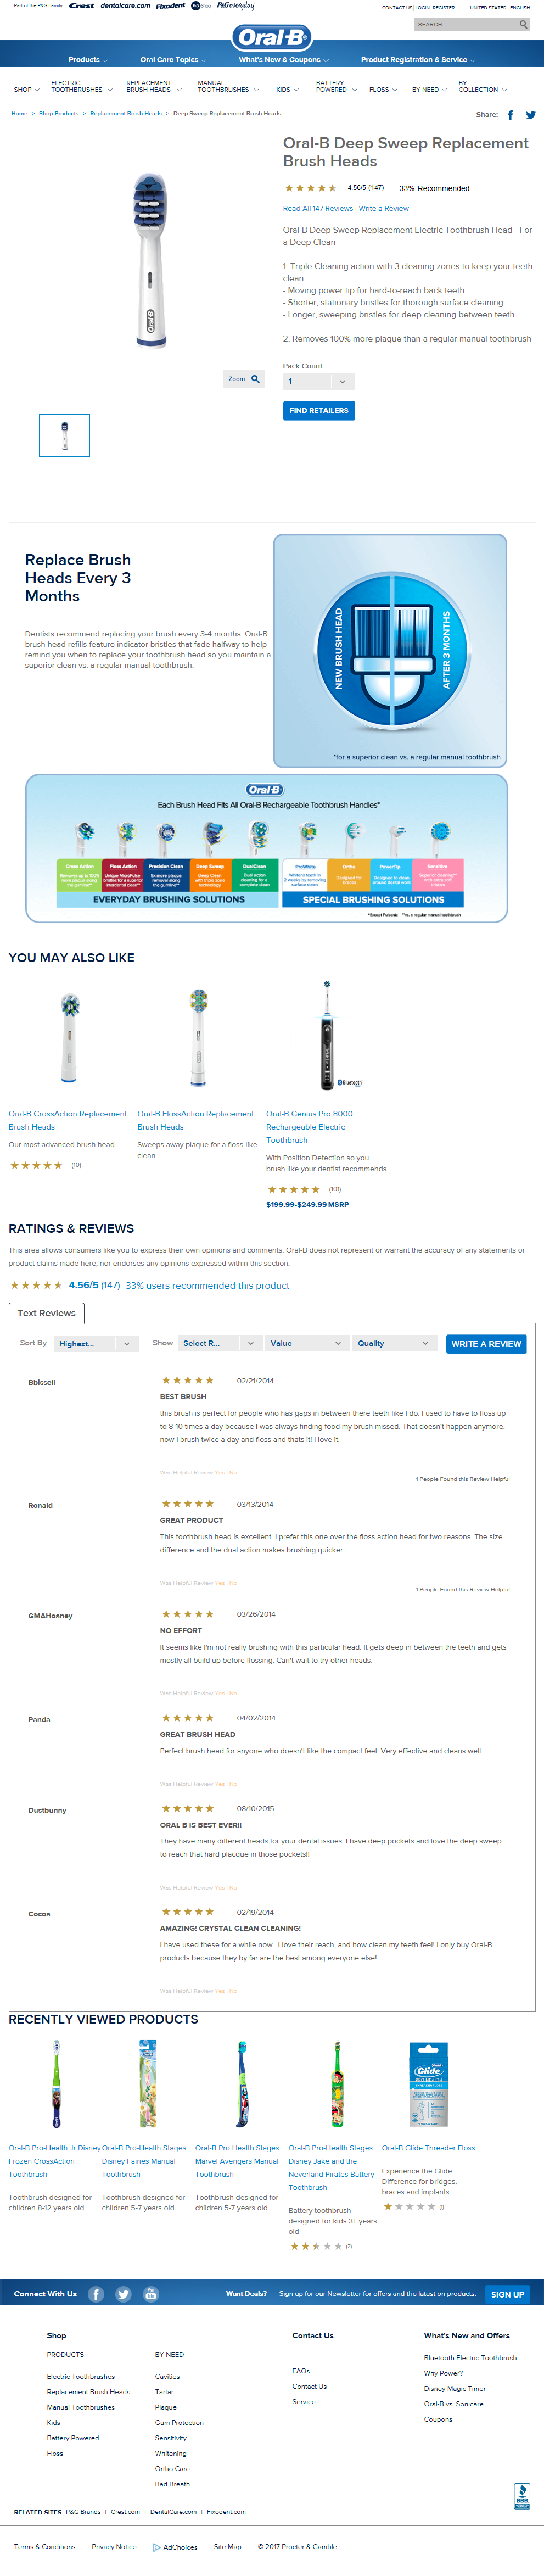 Part of the P&G Family: Crest dentalcare.com Fixodent P&G Everyday
CONTACT US | LOGIN | REGISTER UNITED STATES - ENGLISH
SEARCH
Oral-B
Products Oral Care Topics What's New & Coupons Product Registration & Service
SHOP ELECTRIC TOOTHBRUSHES REPLACEMENT BRUSH HEADS MANUAL TOOTHBRUSHES KIDS BATTERY POWERED FLOSS BY NEED BY COLLECTION
Home > Shop Products > Replacement Brush Heads > Deep Sweep Replacement Brush Heads
Share:
Oral-B Deep Sweep Replacement
Brush Heads
4.56/5 (147) 33% Recommended
Read All 147 Reviews | Write a Review
Oral-B Deep Sweep Replacement Electric Toothbrush Head - For
a Deep Clean
1. Triple Cleaning action with 3 cleaning zones to keep your teeth
clean:
- Moving power tip for hard-to-reach back teeth
- Shorter, stationary bristles for thorough surface cleaning
- Longer, sweeping bristles for deep cleaning between teeth
2. Removes 100% more plaque than a regular manual toothbrush
Zoom
Pack Count
1
FIND RETAILERS
Replace Brush
Heads Every 3
Months
Dentists recommend replacing your brush every 3-4 months. Oral-B
brush head refills feature indicator bristles that fade halfway to help
remind you when to replace your toothbrush head so you maintain a
superior clean vs. a regular manual toothbrush.
NEW BRUSH HEAD
AFTER 3 MONTHS
*for a superior clean vs. a regular manual toothbrush
Oral-B
Each Brush Head Fits All Oral-B Rechargeable Toothbrush Handles*
Cross Action Floss Action Precision Clean Deep Sweep DualClean ProWhite Ortho PowerTip Sensitive
EVERYDAY BRUSHING SOLUTIONS SPECIAL BRUSHING SOLUTIONS
YOU MAY ALSO LIKE
Bluetooth
Oral-B CrossAction Replacement
Brush Heads
Our most advanced brush head
(10)
Oral-B FlossAction Replacement
Brush Heads
Sweeps away plaque for a floss-like
clean
Oral-B Genius Pro 8000
Rechargeable Electric
Toothbrush
With Position Detection so you
brush like your dentist recommends.
(101)
$199.99-$249.99 MSRP
RATINGS & REVIEWS
This area allows consumers like you to express their own opinions and comments. Oral-B does not represent or warrant the accuracy of any statements or
product claims made here, nor endorses any opinions expressed within this section.
4.56/5 (147) 33% users recommended this product
Text Reviews
Sort By Highest... Show Select R... Value Quality WRITE A REVIEW
Bbissell 02/21/2014
BEST BRUSH
this brush is perfect for people who has gaps in between there teeth like I do. I used to have to floss up
to 8-10 times a day because I was always finding food my brush missed. That doesn't happen anymore.
now I brush twice a day and floss and thats it! I love it.
Was Helpful Review Yes | No
1 People Found this Review Helpful
Ronald 03/13/2014
GREAT PRODUCT
This toothbrush head is excellent. I prefer this one over the floss action head for two reasons. The size
difference and the dual action makes brushing quicker.
Was Helpful Review Yes | No
1 People Found this Review Helpful
GMAHoaney 03/26/2014
NO EFFORT
It seems like I'm not really brushing with this particular head. It gets deep in between the teeth and gets
mostly all build up before flossing. Can't wait to try other heads.
Was Helpful Review Yes | No
Panda 04/02/2014
GREAT BRUSH HEAD
Perfect brush head for anyone who doesn't like the compact feel. Very effective and cleans well.
Was Helpful Review Yes | No
Dustbunny 08/10/2015
ORAL B IS BEST EVER!!
They have many different heads for your dental issues. I have deep pockets and love the deep sweep
to reach that hard placque in those pockets!!
Was Helpful Review Yes | No
Cocoa 02/19/2014
AMAZING! CRYSTAL CLEAN CLEANING!
I have used these for a while now.. I love their reach, and how clean my teeth feel! I only buy Oral-B
products because they by far are the best among everyone else!
Was Helpful Review Yes | No
RECENTLY VIEWED PRODUCTS
Glide
Oral-B Pro-Health Jr Disney
Frozen CrossAction
Toothbrush
Toothbrush designed for
children 8-12 years old
Oral-B Pro-Health Stages
Disney Fairies Manual
Toothbrush
Toothbrush designed for
children 5-7 years old
Oral-B Pro Health Stages
Marvel Avengers Manual
Toothbrush
Toothbrush designed for
children 5-7 years old
Oral-B Pro-Health Stages
Disney Jake and the
Neverland Pirates Battery
Toothbrush
Battery toothbrush
designed for kids 3+ years
old
(2)
Oral-B Glide Threader Floss
Experience the Glide
Difference for bridges,
braces and implants.
(1)
Connect With Us Want Deals? Sign up for our Newsletter for offers and the latest on products. SIGN UP
Shop
PRODUCTS
Electric Toothbrushes
Replacement Brush Heads
Manual Toothbrushes
Kids
Battery Powered
Floss
BY NEED
Cavities
Tartar
Plaque
Gum Protection
Sensitivity
Whitening
Ortho Care
Bad Breath
Contact Us
FAQs
Contact Us
Service
What's New and Offers
Bluetooth Electric Toothbrush
Why Power?
Disney Magic Timer
Oral-B vs. Sonicare
Coupons
BBB
RELATED SITES P&G Brands | Crest.com | DentalCare.com | Fixodent.com
Terms & Conditions Privacy Notice AdChoices Site Map © 2017 Procter & Gamble